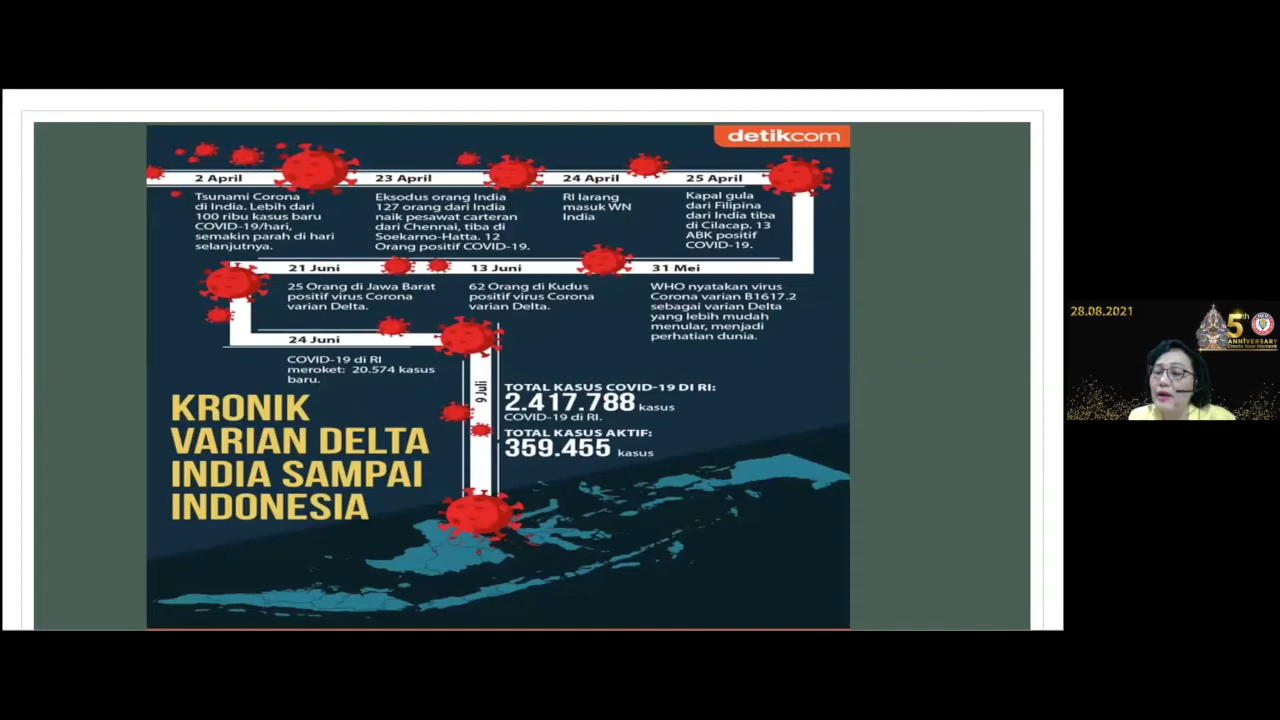 detikcom
2 April
Tsunami Corona
di India. Lebih dari
100 ribu kasus baru
COVID-19/hari,
semakin parah di hari
selanjutnya.
23 April
Eksodus orang India
127 orang dari India
naik pesawat carteran
dari Chennai, tiba di
Soekarno-Hatta. 12
Orang positif COVID-19.
24 April
RI larang
masuk WN
India
25 April
Kapal gula
dari Filipina
dari India tiba
di Cilacap. 13
ABK positif
COVID-19.
31 Mei
WHO nyatakan virus
Corona varian B1617.2
sebagai varian Delta
yang lebih mudah
menular, menjadi
perhatian dunia.
13 Juni
62 Orang di Kudus
positif virus Corona
varian Delta.
21 Juni
25 Orang di Jawa Barat
positif virus Corona
varian Delta.
24 Juni
COVID-19 di RI
meroket: 20.574 kasus
baru.
9 Juli
TOTAL KASUS COVID-19 DI RI:
2.417.788 kasus
COVID-19 di RI.
TOTAL KASUS AKTIF:
359.455 kasus
KRONIK
VARIAN DELTA
INDIA SAMPAI
INDONESIA
28.08.2021
5th
ANNIVERSARY
Create New Moment